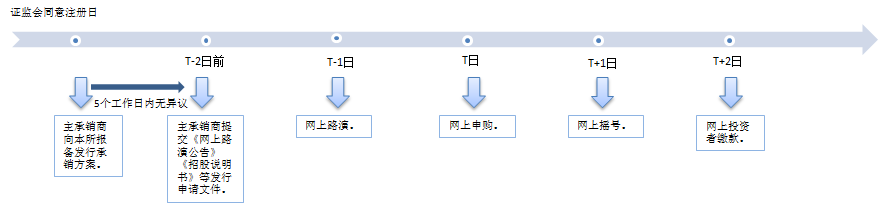 证监会同意注册日
T-2日前
T-1日
T日
T+1日
T+2日
5个工作日内无异议
主承销商
向本所报
备发行承
销方案。
主承销商提
交《网上路
演公告》
《招股说明
书》等发行
申请文件。
网上路演。
网上申购。
网上摇号。
网上投资
者缴款。